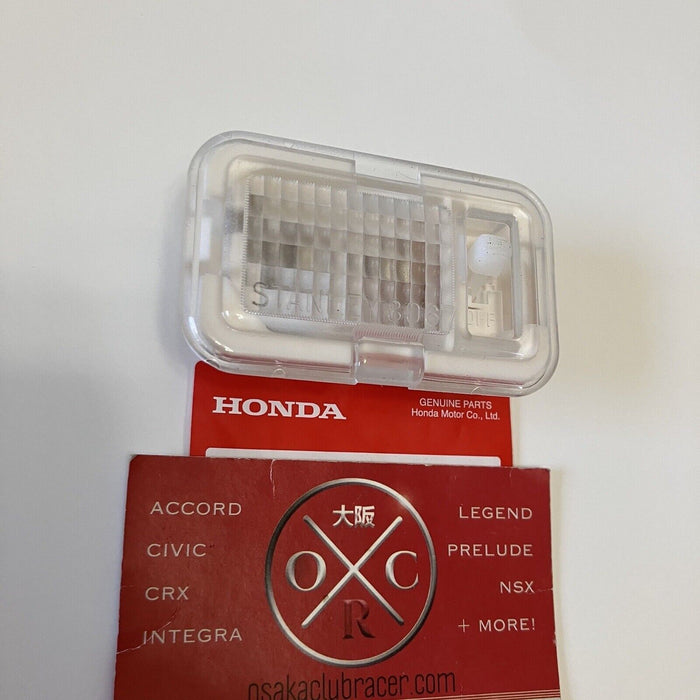 STANLEY 806
HONDA
GENUINE PARTS
Honda Motor Co., Ltd.
ACCORD
CIVIC
CRX
INTEGRA
大阪
O C
R
LEGEND
PRELUDE
NSX
+ MORE!
osakaclubracer.com